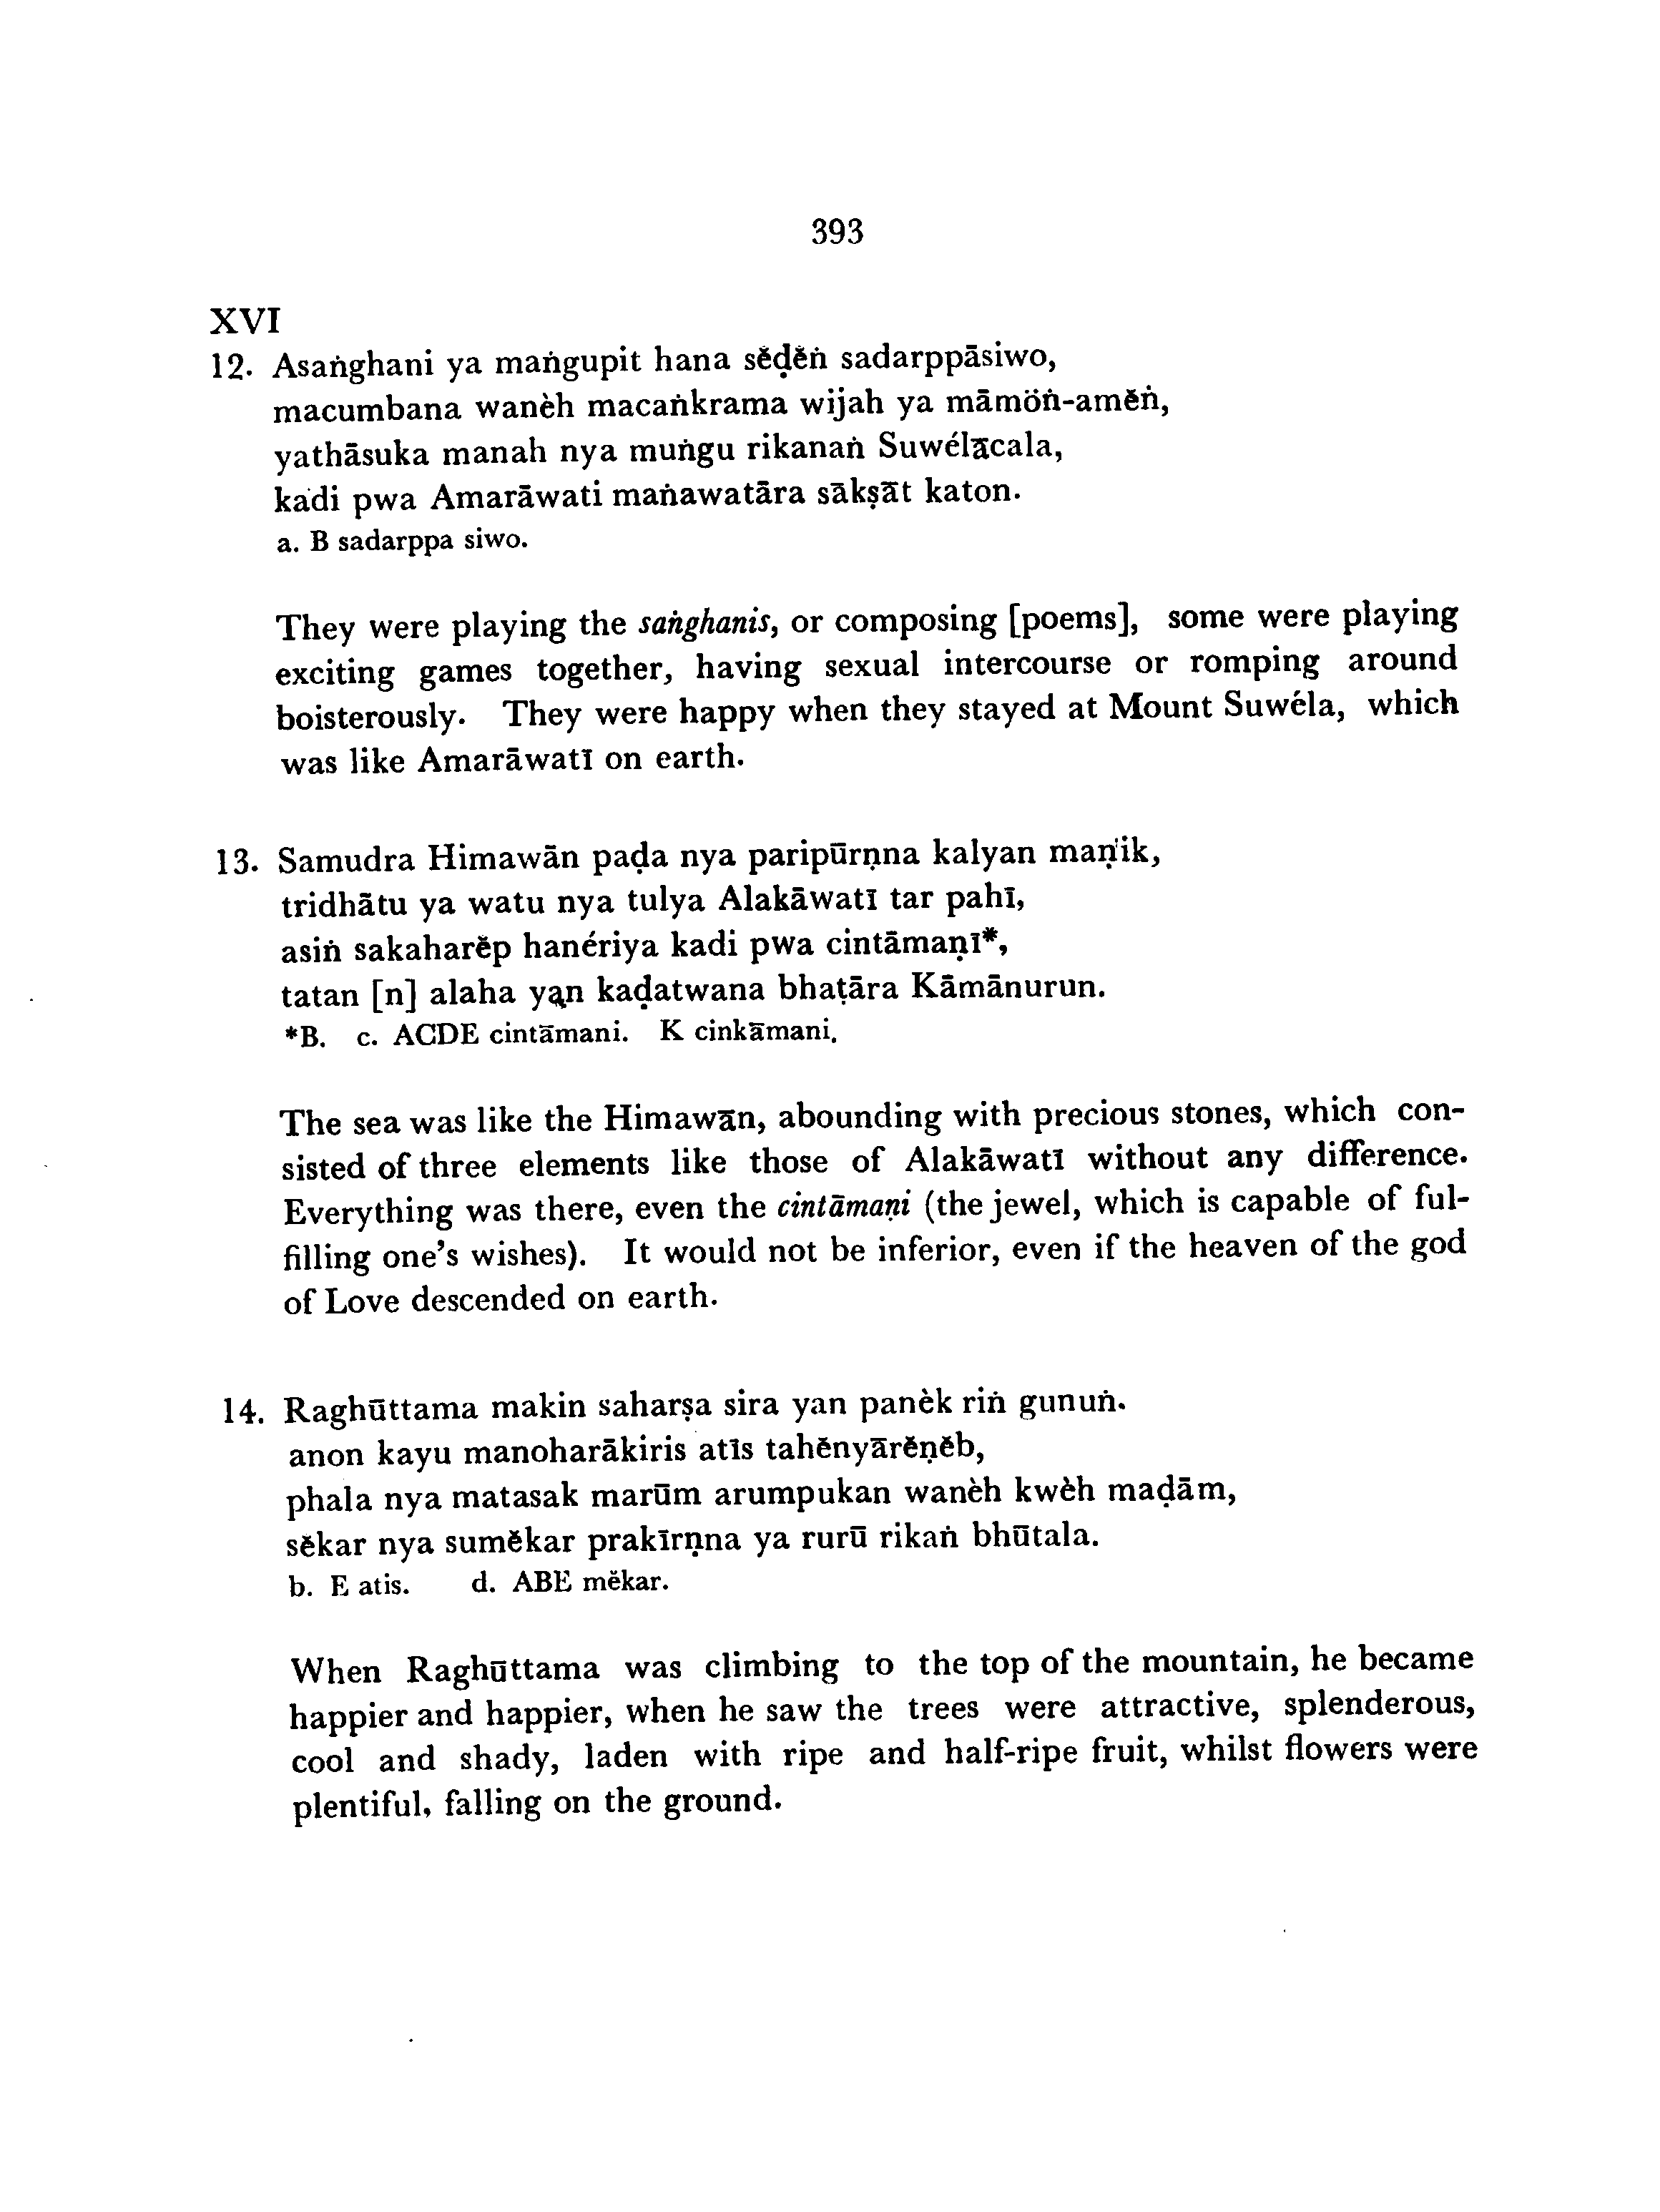 393
XVI
12. Asaṅghani ya maṅgupit hana sĕḍĕṅ sadarppāsiwo,
macumbana wanèh macaṅkrama wijah ya māmöṅ-amĕṅ,
yathāsuka manah nya muṅgu rikanaṅ Suwélācala,
kadi pwa Amarāwati maṅawatāra sākṣāt katon.
a. B sadarppa siwo.
They were playing the saṅghanis, or composing [poems], some were playing
exciting games together, having sexual intercourse or romping around
boisterously. They were happy when they stayed at Mount Suwéla, which
was like Amarāwatī on earth.
13. Samudra Himawān paḍa nya paripūrṇna kalyan maṇik,
tridhātu ya watu nya tulya Alakāwatī tar pahī,
asiṅ sakaharĕp hanériya kadi pwa cintāmaṇī*,
tatan [n] alaha yạn kaḍatwana bhaṭāra Kāmānurun.
*B. c. ACDE cintāmani. K cinkāmani.
The sea was like the Himawān, abounding with precious stones, which con-
sisted of three elements like those of Alakāwatī without any difference.
Everything was there, even the cintāmaṇi (the jewel, which is capable of ful-
filling one's wishes). It would not be inferior, even if the heaven of the god
of Love descended on earth.
14. Raghūttama makin saharṣa sira yan panèk riṅ gunuṅ.
anon kayu manoharākiris atīs tahĕnyārĕṇĕb,
phala nya matasak marūm arumpukan wanèh kwèh maḍām,
sĕkar nya sumĕkar prakīrṇna ya rurū rikaṅ bhūtala.
b. E atis. d. ABE mĕkar.
When Raghūttama was climbing to the top of the mountain, he became
happier and happier, when he saw the trees were attractive, splenderous,
cool and shady, laden with ripe and half-ripe fruit, whilst flowers were
plentiful, falling on the ground.